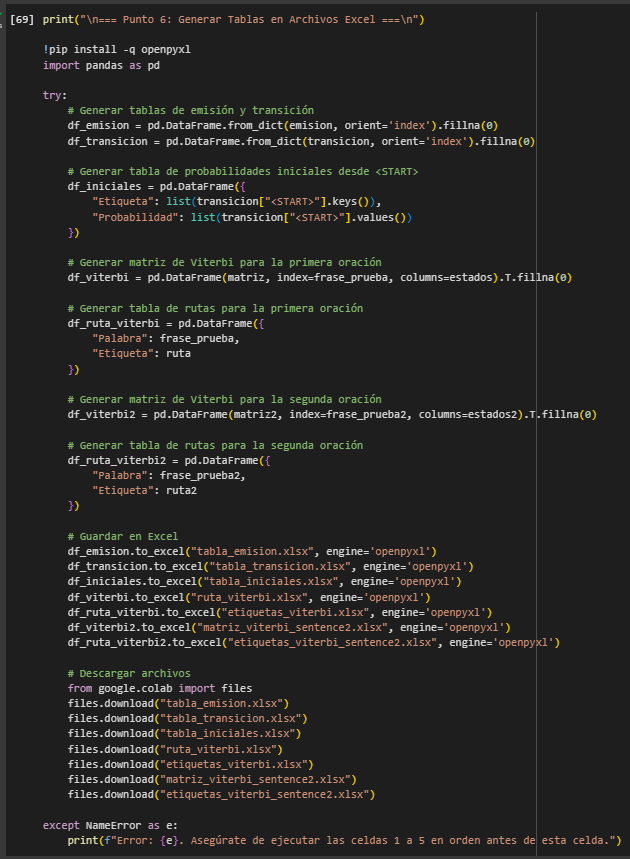 [69] print("\n=== Punto 6: Generar Tablas en Archivos Excel ===\n")

!pip install -q openpyxl
import pandas as pd

try:
    # Generar tablas de emisión y transición
    df_emision = pd.DataFrame.from_dict(emision, orient='index').fillna(0)
    df_transicion = pd.DataFrame.from_dict(transicion, orient='index').fillna(0)

    # Generar tabla de probabilidades iniciales desde <START>
    df_iniciales = pd.DataFrame({
        "Etiqueta": list(transicion["<START>"].keys()),
        "Probabilidad": list(transicion["<START>"].values())
    })

    # Generar matriz de Viterbi para la primera oración
    df_viterbi = pd.DataFrame(matriz, index=frase_prueba, columns=estados).T.fillna(0)

    # Generar tabla de rutas para la primera oración
    df_ruta_viterbi = pd.DataFrame({
        "Palabra": frase_prueba,
        "Etiqueta": ruta
    })

    # Generar matriz de Viterbi para la segunda oración
    df_viterbi2 = pd.DataFrame(matriz2, index=frase_prueba2, columns=estados2).T.fillna(0)

    # Generar tabla de rutas para la segunda oración
    df_ruta_viterbi2 = pd.DataFrame({
        "Palabra": frase_prueba2,
        "Etiqueta": ruta2
    })

    # Guardar en Excel
    df_emision.to_excel("tabla_emision.xlsx", engine='openpyxl')
    df_transicion.to_excel("tabla_transicion.xlsx", engine='openpyxl')
    df_iniciales.to_excel("tabla_iniciales.xlsx", engine='openpyxl')
    df_viterbi.to_excel("ruta_viterbi.xlsx", engine='openpyxl')
    df_ruta_viterbi.to_excel("etiquetas_viterbi.xlsx", engine='openpyxl')
    df_viterbi2.to_excel("matriz_viterbi_sentence2.xlsx", engine='openpyxl')
    df_ruta_viterbi2.to_excel("etiquetas_viterbi_sentence2.xlsx", engine='openpyxl')

    # Descargar archivos
    from google.colab import files
    files.download("tabla_emision.xlsx")
    files.download("tabla_transicion.xlsx")
    files.download("tabla_iniciales.xlsx")
    files.download("ruta_viterbi.xlsx")
    files.download("etiquetas_viterbi.xlsx")
    files.download("matriz_viterbi_sentence2.xlsx")
    files.download("etiquetas_viterbi_sentence2.xlsx")

except NameError as e:
    print(f"Error: {e}. Asegúrate de ejecutar las celdas 1 a 5 en orden antes de esta celda.")